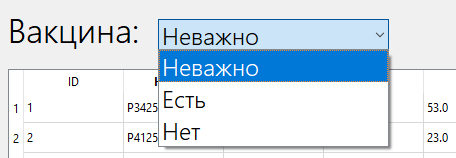 Вакцина: Неважно
Неважно
Есть
Нет
ID
1 1 P3425 53.0
2 2 P4125 23.0